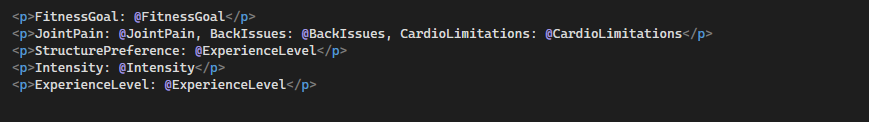 <p>FitnessGoal: @FitnessGoal</p>
<p>JointPain: @JointPain, BackIssues: @BackIssues, CardioLimitations: @CardioLimitations</p>
<p>StructurePreference: @ExperienceLevel</p>
<p>Intensity: @Intensity</p>
<p>ExperienceLevel: @ExperienceLevel</p>